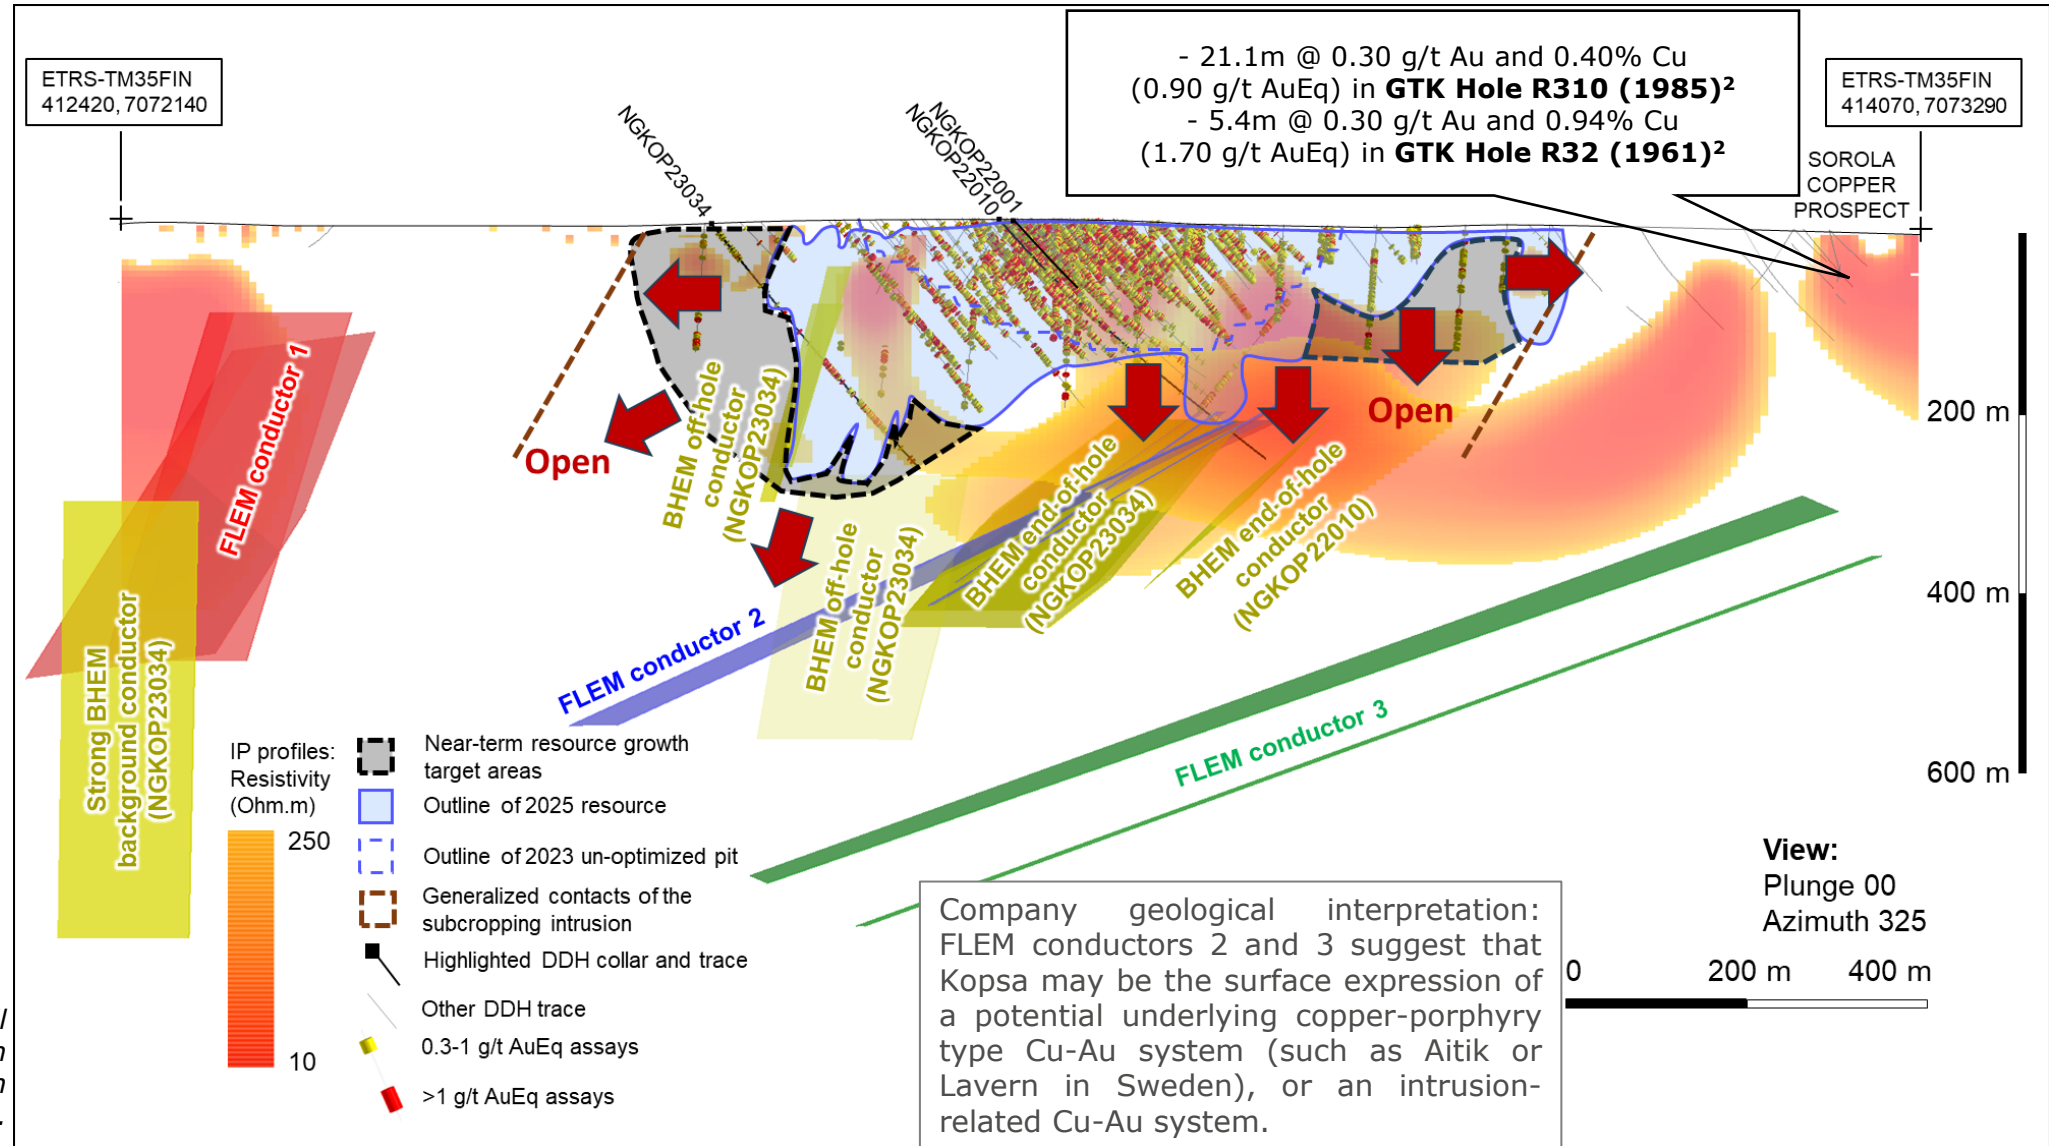 - 21.1m @ 0.30 g/t Au and 0.40% Cu
(0.90 g/t AuEq) in GTK Hole R310 (1985)²
- 5.4m @ 0.30 g/t Au and 0.94% Cu
(1.70 g/t AuEq) in GTK Hole R32 (1961)²
ETRS-TM35FIN
412420, 7072140
ETRS-TM35FIN
414070, 7073290
NGKOP23034
NGKOP22010
NGKOP22001
SOROLA
COPPER
PROSPECT
200 m
400 m
600 m
Open
Open
FLEM conductor 1
BHEM off-hole
conductor
(NGKOP23034)
BHEM off-hole
conductor
(NGKOP23034)
BHEM end-of-hole
conductor
(NGKOP23034)
BHEM end-of-hole
conductor
(NGKOP22010)
FLEM conductor 2
FLEM conductor 3
Strong BHEM
background conductor
(NGKOP23034)
IP profiles:
Resistivity
(Ohm.m)
250
10
Near-term resource growth
target areas
Outline of 2025 resource
Outline of 2023 un-optimized pit
Generalized contacts of the
subcropping intrusion
Highlighted DDH collar and trace
Other DDH trace
0.3-1 g/t AuEq assays
>1 g/t AuEq assays
Company geological interpretation:
FLEM conductors 2 and 3 suggest that
Kopsa may be the surface expression of
a potential underlying copper-porphyry
type Cu-Au system (such as Aitik or
Lavern in Sweden), or an intrusion-
related Cu-Au system.
View:
Plunge 00
Azimuth 325
0
200 m
400 m